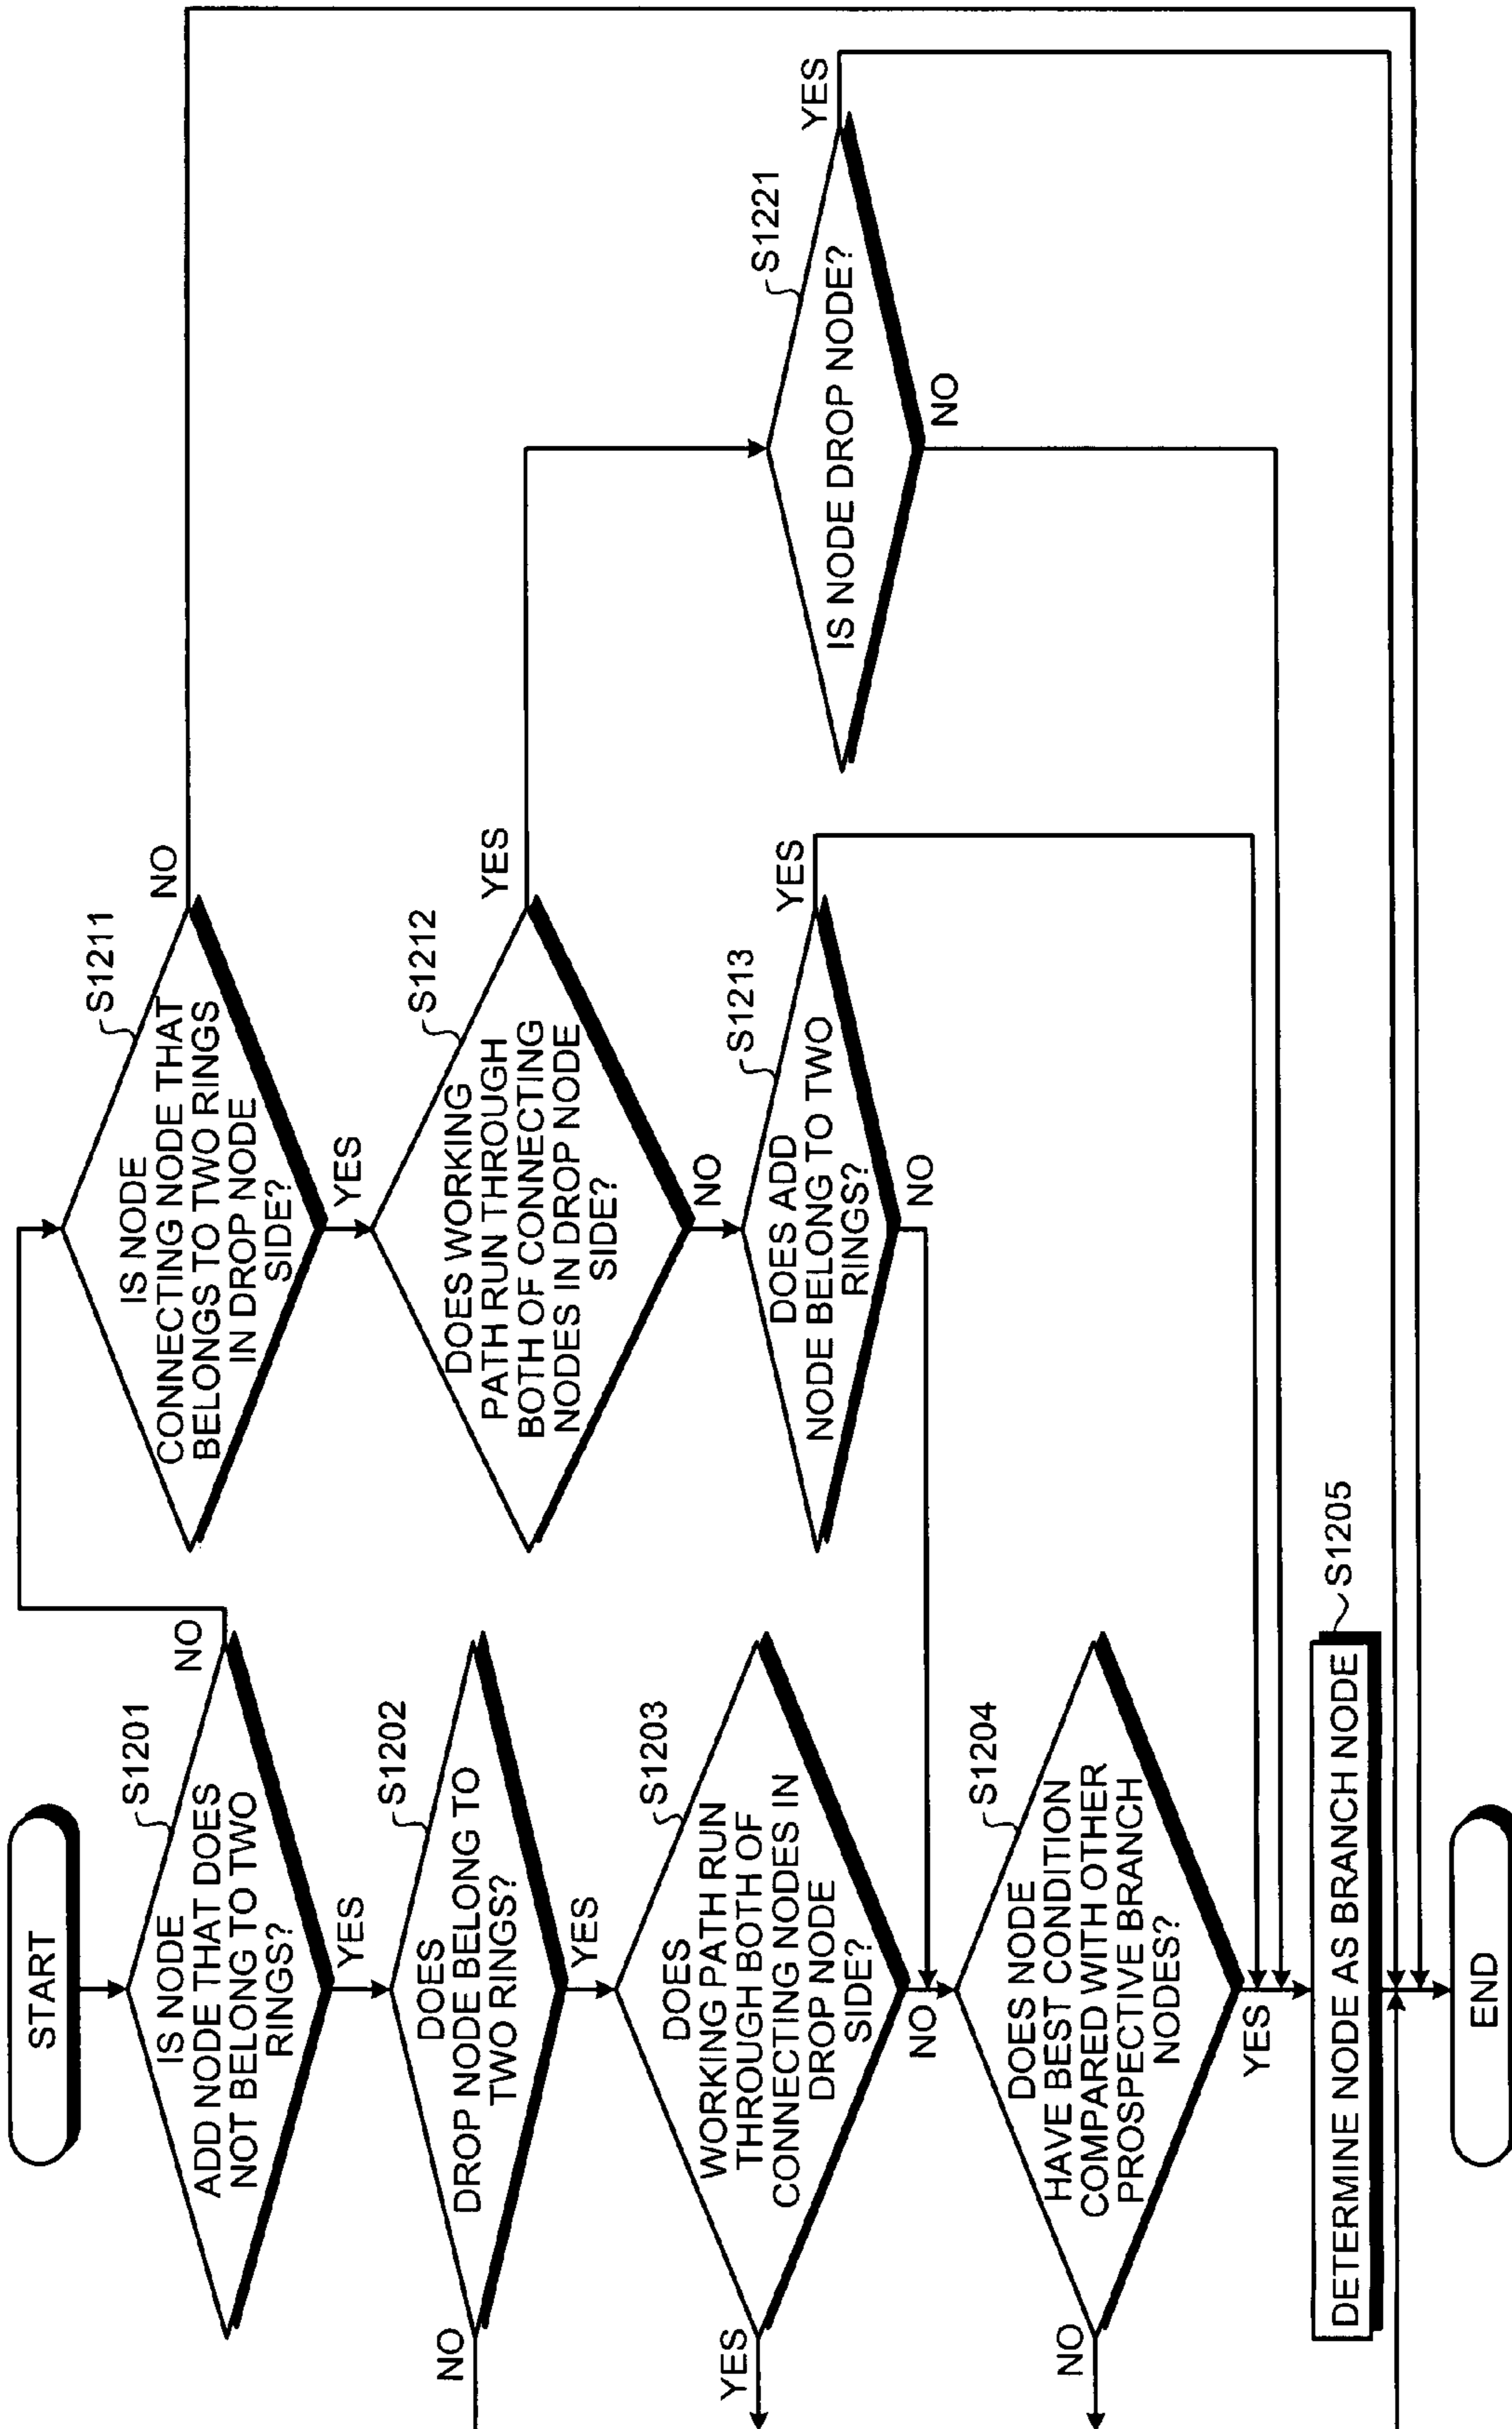 START
S1201
IS NODE
ADD NODE THAT DOES
NOT BELONG TO TWO
RINGS?
NO
YES
S1202
DOES
DROP NODE BELONG TO
TWO RINGS?
NO
YES
S1203
DOES
WORKING PATH RUN
THROUGH BOTH OF
CONNECTING NODES IN
DROP NODE
SIDE?
YES
NO
S1204
DOES NODE
HAVE BEST CONDITION
COMPARED WITH OTHER
PROSPECTIVE BRANCH
NODES?
NO
YES
S1205
DETERMINE NODE AS BRANCH NODE
END
S1211
IS NODE
CONNECTING NODE THAT
BELONGS TO TWO RINGS
IN DROP NODE
SIDE?
NO
YES
S1212
DOES WORKING
PATH RUN THROUGH
BOTH OF CONNECTING
NODES IN DROP NODE
SIDE?
YES
NO
S1213
DOES ADD
NODE BELONG TO TWO
RINGS?
YES
NO
S1221
IS NODE DROP NODE?
YES
NO